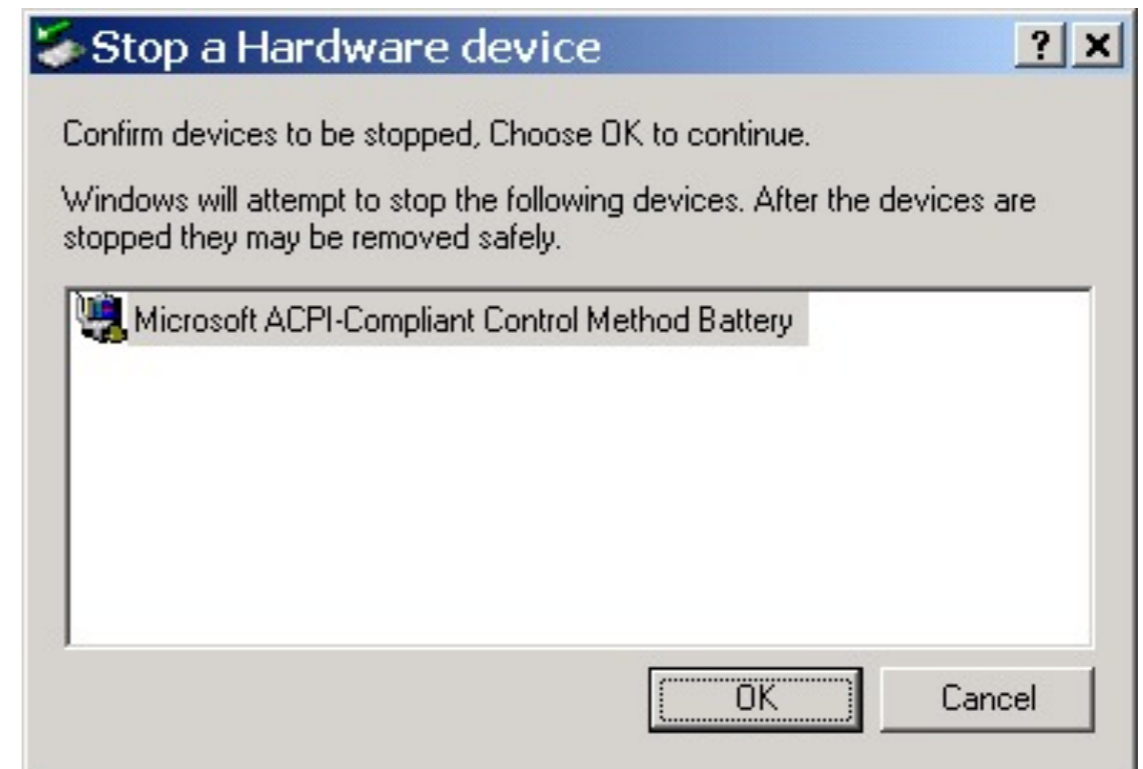 Stop a Hardware device
? x
Confirm devices to be stopped, Choose OK to continue.
Windows will attempt to stop the following devices. After the devices are
stopped they may be removed safely.
Microsoft ACPI-Compliant Control Method Battery
OK Cancel